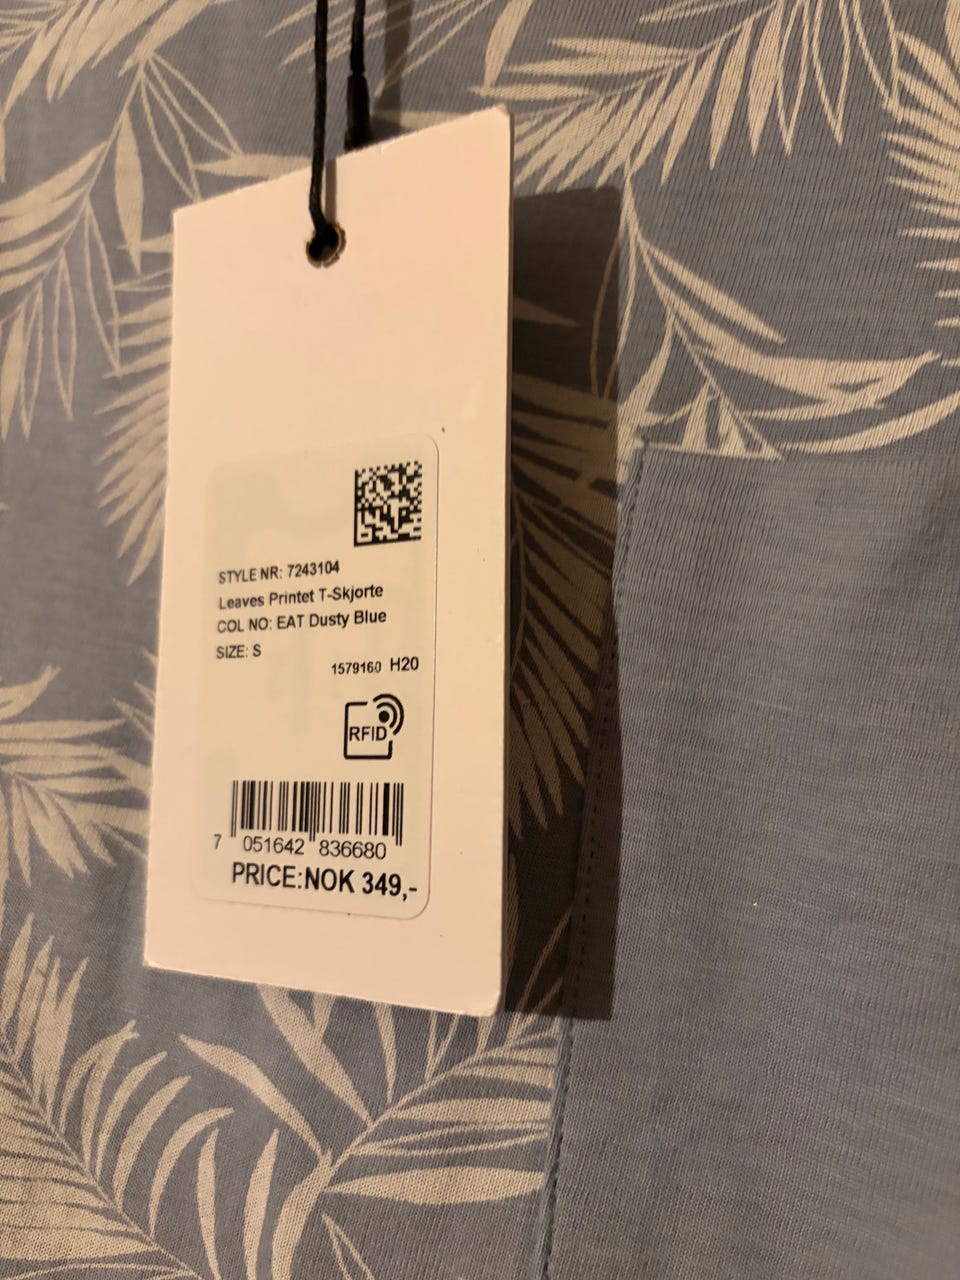 STYLE NR: 7243104
Leaves Printet T-Skjorte
COL NO: EAT Dusty Blue
SIZE: S
1579160 H20
RFID
7 051642 836680
PRICE:NOK 349,-